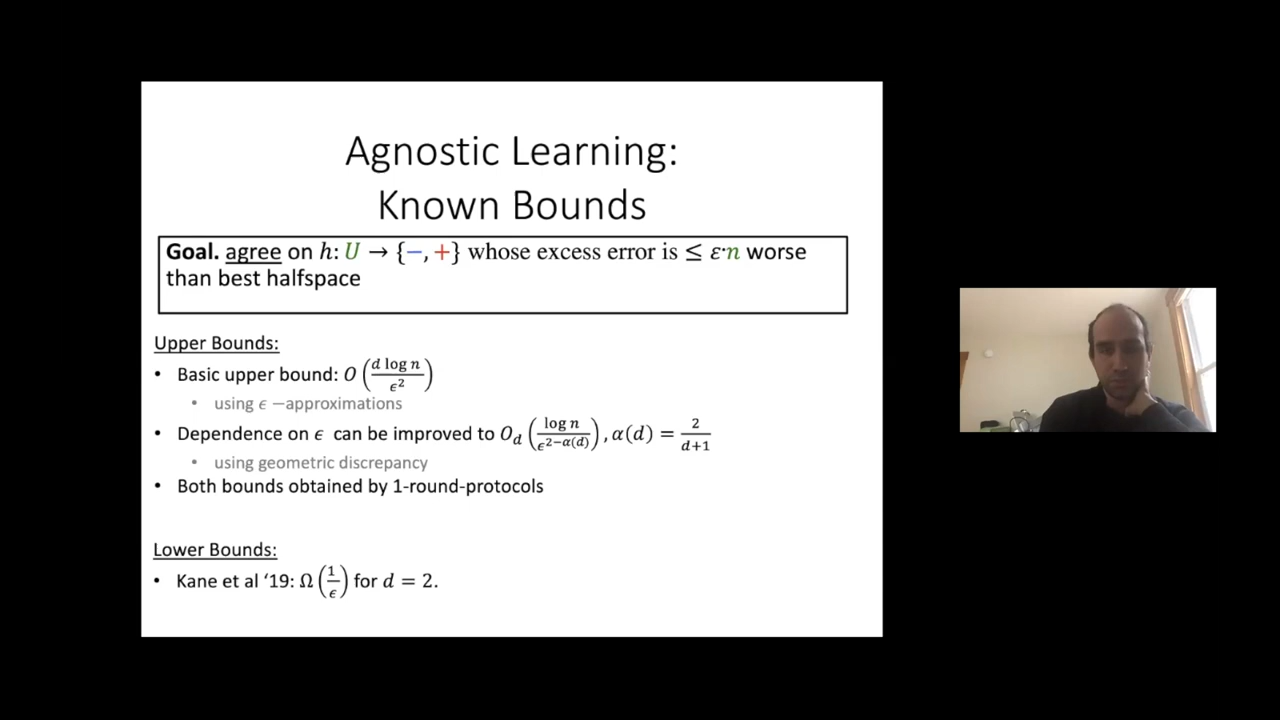 Agnostic Learning:
Known Bounds
Goal. agree on h: U → {−, +} whose excess error is ≤ ε·n worse
than best halfspace
Upper Bounds:
• Basic upper bound: O(d log n / ϵ²)
• using ϵ −approximations
• Dependence on ϵ can be improved to O_d(log n / ϵ^{2−α(d)}), α(d) = 2/(d+1)
• using geometric discrepancy
• Both bounds obtained by 1-round-protocols
Lower Bounds:
• Kane et al ‘19: Ω(1/ϵ) for d = 2.